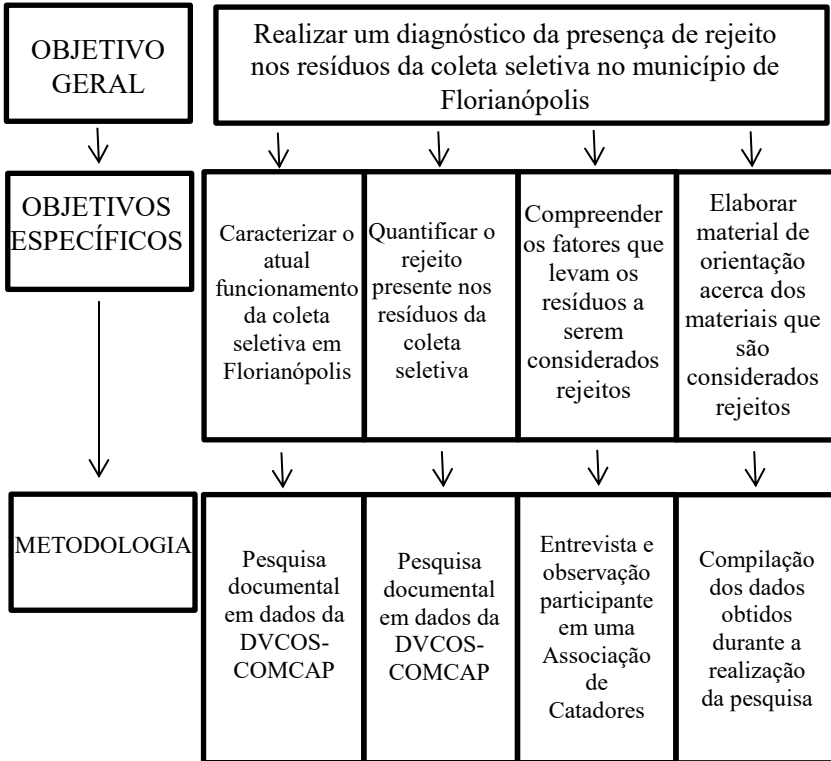 OBJETIVO
GERAL
Realizar um diagnóstico da presença de rejeito
nos resíduos da coleta seletiva no município de
Florianópolis
OBJETIVOS
ESPECÍFICOS
Caracterizar o
atual
funcionamento
da coleta
seletiva em
Florianópolis
Quantificar o
rejeito
presente nos
resíduos da
coleta
seletiva
Compreender
os fatores que
levam os
resíduos a
serem
considerados
rejeitos
Elaborar
material de
orientação
acerca dos
materiais que
são
considerados
rejeitos
METODOLOGIA
Pesquisa
documental
em dados da
DVCOS-
COMCAP
Pesquisa
documental
em dados da
DVCOS-
COMCAP
Entrevista e
observação
participante
em uma
Associação
de
Catadores
Compilação
dos dados
obtidos
durante a
realização
da pesquisa